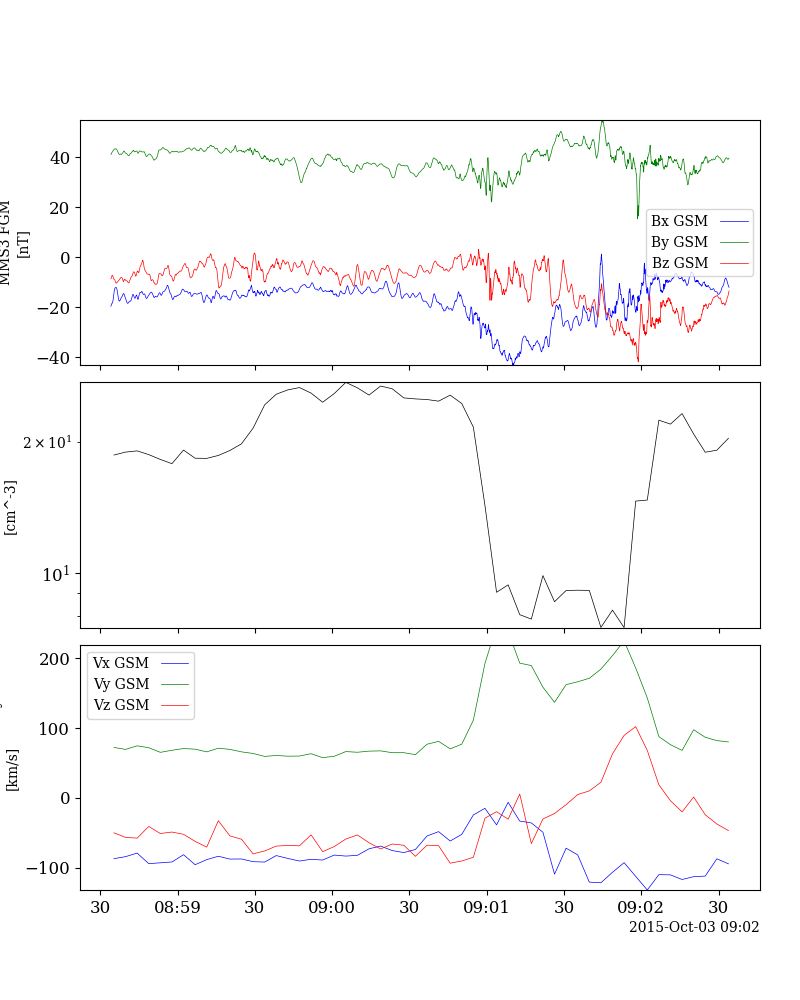 MMS3 FGM
[nT]
40
20
0
−20
−40
Bx GSM
By GSM
Bz GSM
[cm^-3]
2 × 10¹
10¹
[km/s]
200
100
0
−100
Vx GSM
Vy GSM
Vz GSM
30 08:59 30 09:00 30 09:01 30 09:02 30
2015-Oct-03 09:02